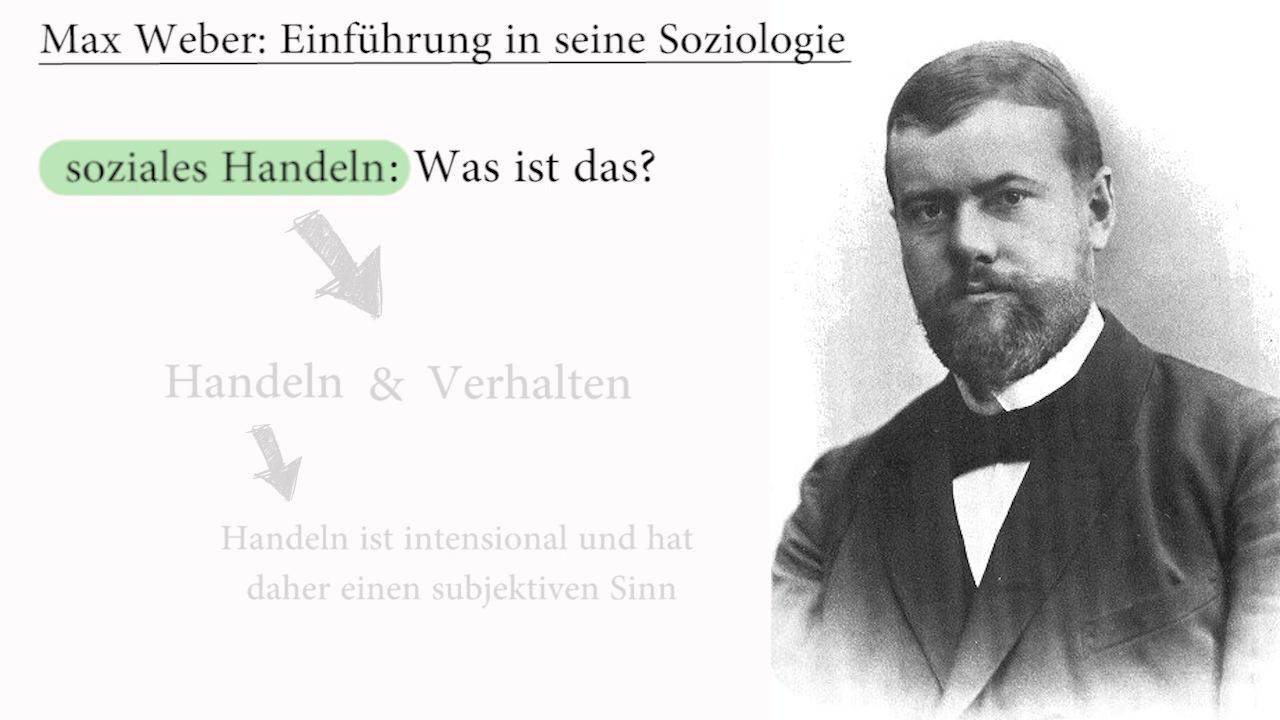 Max Weber: Einführung in seine Soziologie
soziales Handeln: Was ist das?
Handeln & Verhalten
Handeln ist intensional und hat
daher einen subjektiven Sinn